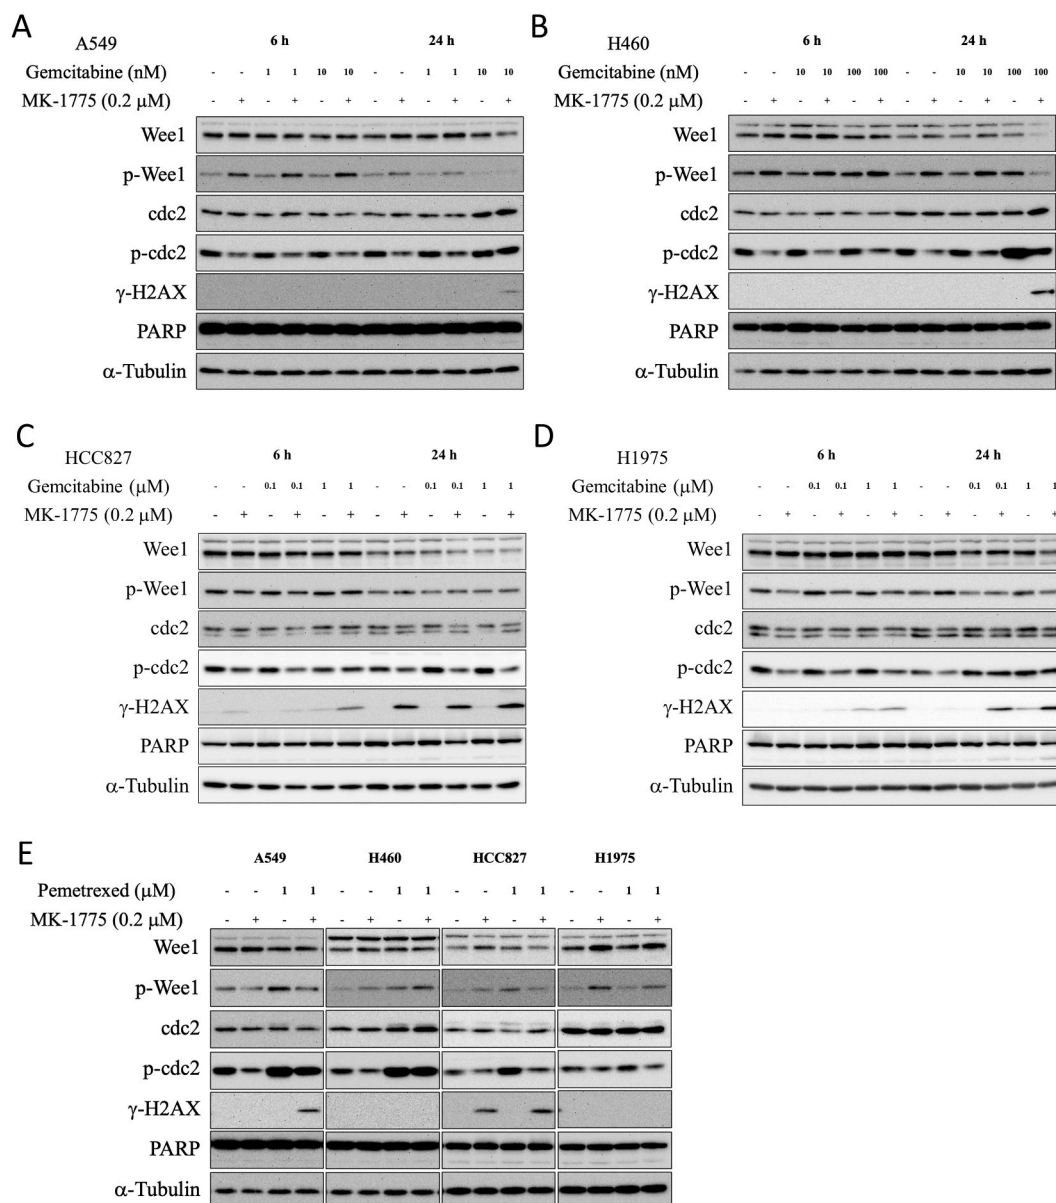 A
A549 6 h 24 h
Gemcitabine (nM) - - 1 1 10 10 - - 1 1 10 10
MK-1775 (0.2 μM) - + - + - + - + - + - +
Wee1
p-Wee1
cdc2
p-cdc2
γ-H2AX
PARP
α-Tubulin
B
H460 6 h 24 h
Gemcitabine (nM) - - 10 10 100 100 - - 10 10 100 100
MK-1775 (0.2 μM) - + - + - + - + - + - +
Wee1
p-Wee1
cdc2
p-cdc2
γ-H2AX
PARP
α-Tubulin
C
HCC827 6 h 24 h
Gemcitabine (μM) - - 0.1 0.1 1 1 - - 0.1 0.1 1 1
MK-1775 (0.2 μM) - + - + - + - + - + - +
Wee1
p-Wee1
cdc2
p-cdc2
γ-H2AX
PARP
α-Tubulin
D
H1975 6 h 24 h
Gemcitabine (μM) - - 0.1 0.1 1 1 - - 0.1 0.1 1 1
MK-1775 (0.2 μM) - + - + - + - + - + - +
Wee1
p-Wee1
cdc2
p-cdc2
γ-H2AX
PARP
α-Tubulin
E
A549 H460 HCC827 H1975
Pemetrexed (μM) - - 1 1 - - 1 1 - - 1 1 - - 1 1
MK-1775 (0.2 μM) - + - + - + - + - + - + - + - +
Wee1
p-Wee1
cdc2
p-cdc2
γ-H2AX
PARP
α-Tubulin